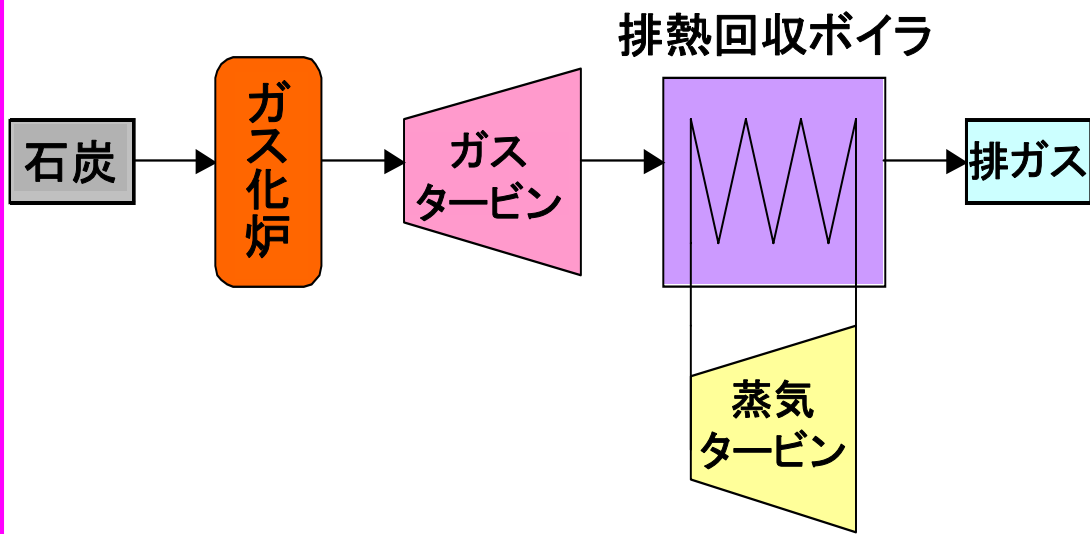 排熱回収ボイラ
石炭
ガス化炉
ガス
タービン
排ガス
蒸気
タービン